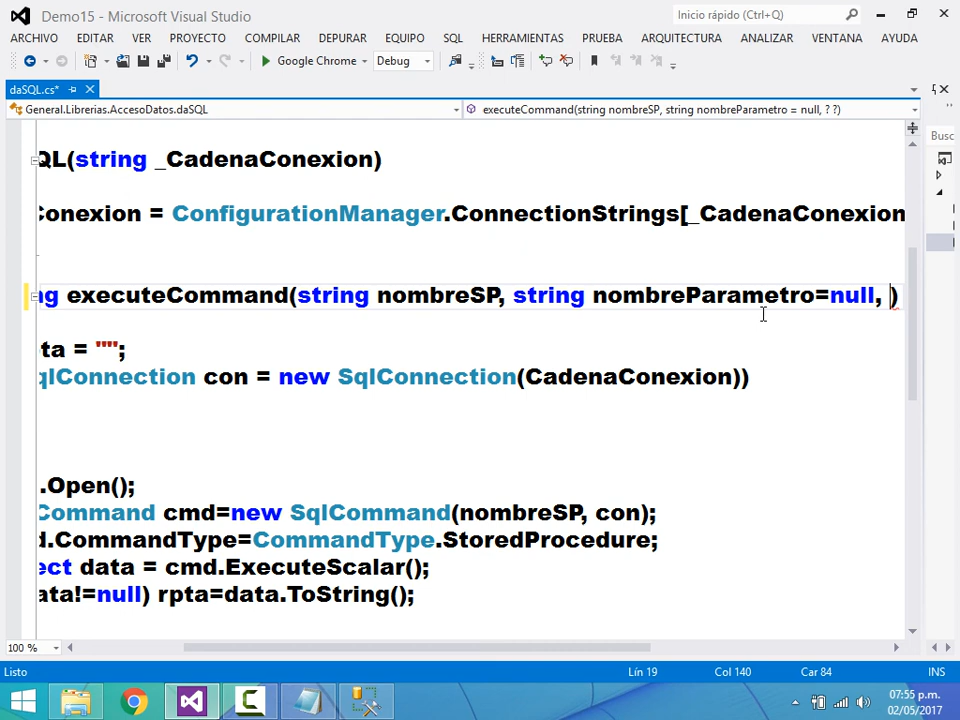 Demo15 - Microsoft Visual Studio
Inicio rápido (Ctrl+Q)
ARCHIVO EDITAR VER PROYECTO COMPILAR DEPURAR EQUIPO SQL HERRAMIENTAS PRUEBA ARQUITECTURA ANALIZAR VENTANA AYUDA
Google Chrome Debug
daSQL.cs*
General.Librerias.AccesoDatos.daSQL
executeCommand(string nombreSP, string nombreParametro = null, ? ?)
Busc
QL(string _CadenaConexion)
Conexion = ConfigurationManager.ConnectionStrings[_CadenaConexion
ng executeCommand(string nombreSP, string nombreParametro=null, )
ota = "";
qlConnection con = new SqlConnection(CadenaConexion))
.Open();
Command cmd=new SqlCommand(nombreSP, con);
d.CommandType=CommandType.StoredProcedure;
ect data = cmd.ExecuteScalar();
ata!=null) rpta=data.ToString();
100 %
Listo
Lín 19
Col 140
Car 84
INS
07:55 p.m.
02/05/2017